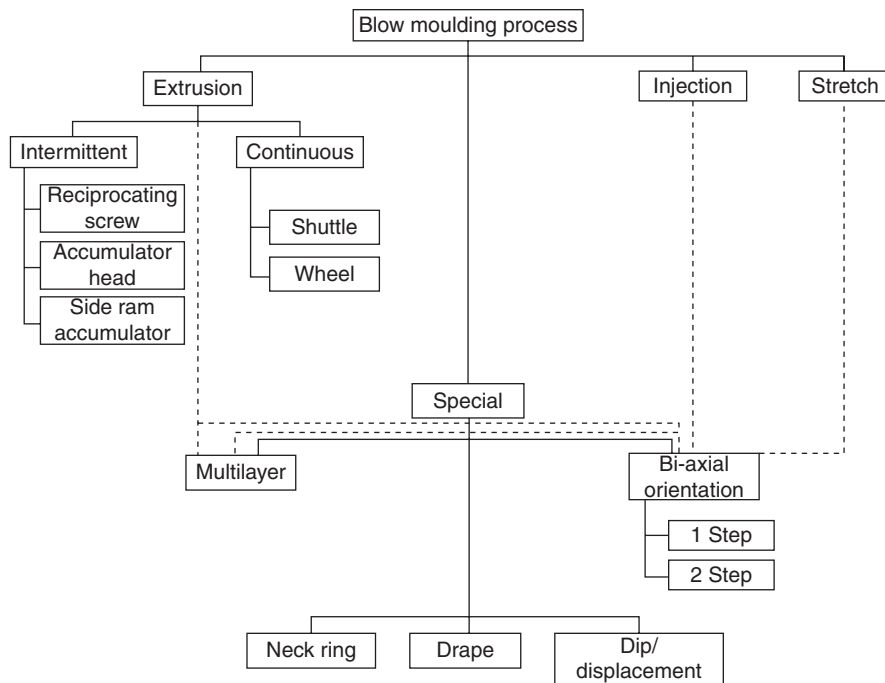 Blow moulding process
Extrusion
Injection
Stretch
Intermittent
Continuous
Reciprocating
screw
Shuttle
Accumulator
head
Wheel
Side ram
accumulator
Special
Multilayer
Bi-axial
orientation
1 Step
2 Step
Neck ring
Drape
Dip/
displacement